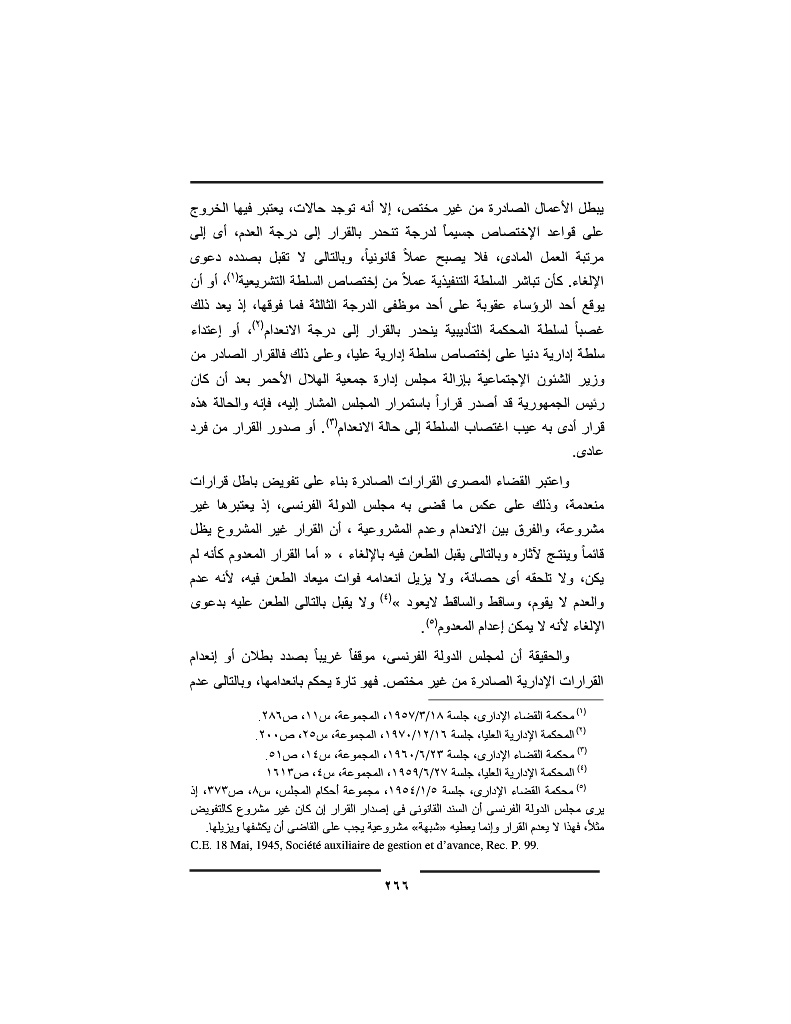 يبطل الأعمال الصادرة من غير مختص، إلا أنه توجد حالات، يعتبر فيها الخروج
على قواعد الإختصاص جسيماً لدرجة تنحدر بالقرار إلى درجة العدم، أى إلى
مرتبة العمل المادى، فلا يصبح عملاً قانونياً، وبالتالى لا تقبل بصدده دعوى
الإلغاء. كأن تباشر السلطة التنفيذية عملاً من إختصاص السلطة التشريعية(١)، أو أن
يوقع أحد الرؤساء عقوبة على أحد موظفى الدرجة الثالثة فما فوقها، إذ يعد ذلك
غصباً لسلطة المحكمة التأديبية ينحدر بالقرار إلى درجة الانعدام(٢)، أو إعتداء
سلطة إدارية دنيا على إختصاص سلطة إدارية عليا، وعلى ذلك فالقرار الصادر من
وزير الشئون الإجتماعية بإزالة مجلس إدارة جمعية الهلال الأحمر بعد أن كان
رئيس الجمهورية قد أصدر قراراً باستمرار المجلس المشار إليه، فإنه والحالة هذه
قرار أدى به عيب اغتصاب السلطة إلى حالة الانعدام(٣). أو صدور القرار من فرد
عادى.
واعتبر القضاء المصرى القرارات الصادرة بناء على تفويض باطل قرارات
منعدمة، وذلك على عكس ما قضى به مجلس الدولة الفرنسى، إذ يعتبرها غير
مشروعة، والفرق بين الانعدام وعدم المشروعية ، أن القرار غير المشروع يظل
قائماً وينتج لآثاره وبالتالى يقبل الطعن فيه بالإلغاء ، « أما القرار المعدوم كأنه لم
يكن، ولا تلحقه أى حصانة، ولا يزيل انعدامه فوات ميعاد الطعن فيه، لأنه عدم
والعدم لا يقوم، وساقط والساقط لايعود »(٤) ولا يقبل بالتالى الطعن عليه بدعوى
الإلغاء لأنه لا يمكن إعدام المعدوم(٥).
والحقيقة أن لمجلس الدولة الفرنسى، موقفاً غريباً بصدد بطلان أو إنعدام
القرارات الإدارية الصادرة من غير مختص. فهو تارة يحكم بانعدامها، وبالتالى عدم
(١) محكمة القضاء الإدارى، جلسة ١٩٥٧/٣/١٨، المجموعة، س١١، ص٢٨٦.
(٢) المحكمة الإدارية العليا، جلسة ١٩٧٠/١٢/١٦، المجموعة، س٢٥، ص٢٠٠.
(٣) محكمة القضاء الإدارى، جلسة ١٩٦٠/٦/٢٣، المجموعة، س١٤، ص٥١.
(٤) المحكمة الإدارية العليا، جلسة ١٩٥٩/٦/٢٧، المجموعة، س٤، ص١٦١٣
(٥) محكمة القضاء الإدارى، جلسة ١٩٥٤/١/٥، مجموعة أحكام المجلس، س٨، ص٣٧٣، إذ
يرى مجلس الدولة الفرنسى أن السند القانونى فى إصدار القرار إن كان غير مشروع كالتفويض
مثلاً، فهذا لا يعدم القرار وإنما يعطيه «شبهة» مشروعية يجب على القاضى أن يكشفها ويزيلها.
C.E. 18 Mai, 1945, Société auxiliaire de gestion et d'avance, Rec. P. 99.
٢٦٦